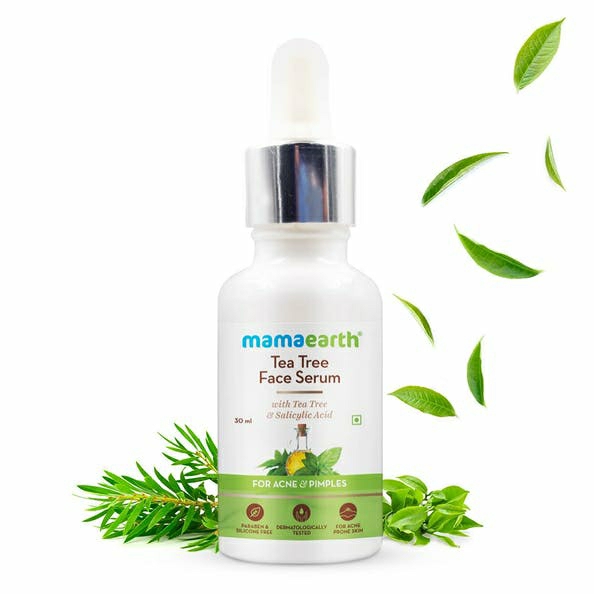 mamaearth®
Tea Tree
Face Serum
with Tea Tree
& Salicylic Acid
30 ml
FOR ACNE & PIMPLES
PARABEN &
SILICONE FREE
DERMATOLOGICALLY
TESTED
FOR ACNE
PRONE SKIN